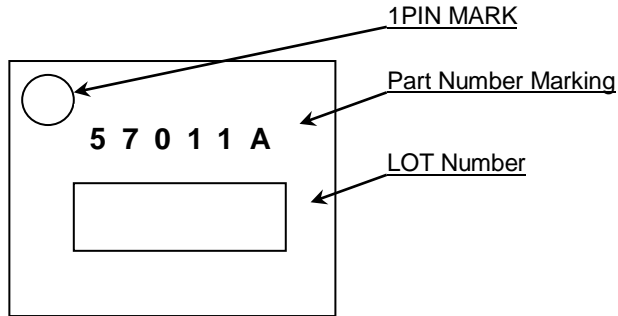 1PIN MARK
Part Number Marking
5 7 0 1 1 A
LOT Number